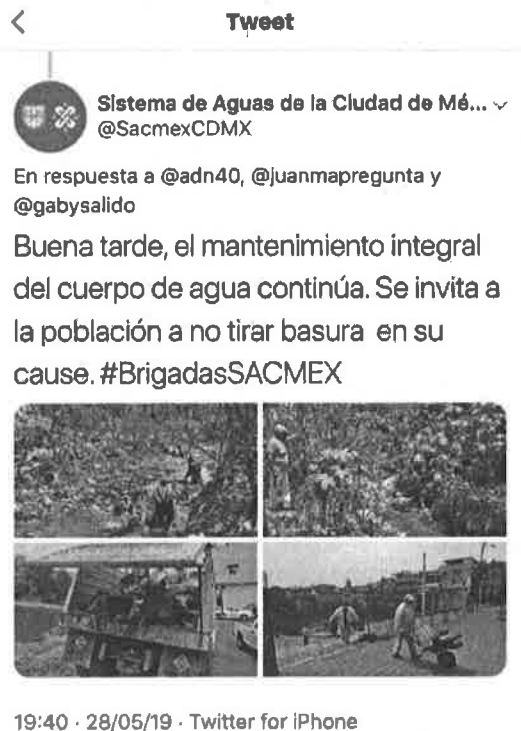 Tweet
Sistema de Aguas de la Ciudad de Mé...
@SacmexCDMX
En respuesta a @adn40, @juanmapregunta y
@gabysalido
Buena tarde, el mantenimiento integral
del cuerpo de agua continúa. Se invita a
la población a no tirar basura en su
cause. #BrigadasSACMEX
19:40 · 28/05/19 · Twitter for iPhone